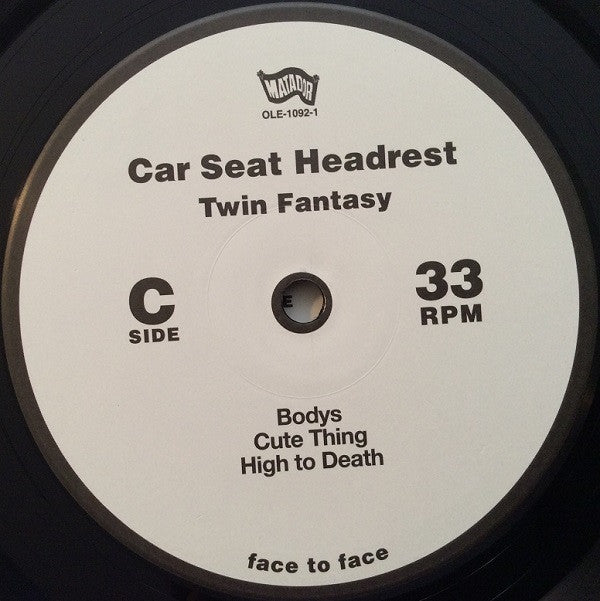 MATADOR
OLE-1092-1
Car Seat Headrest
Twin Fantasy
C
SIDE
33
RPM
E
Bodys
Cute Thing
High to Death
face to face